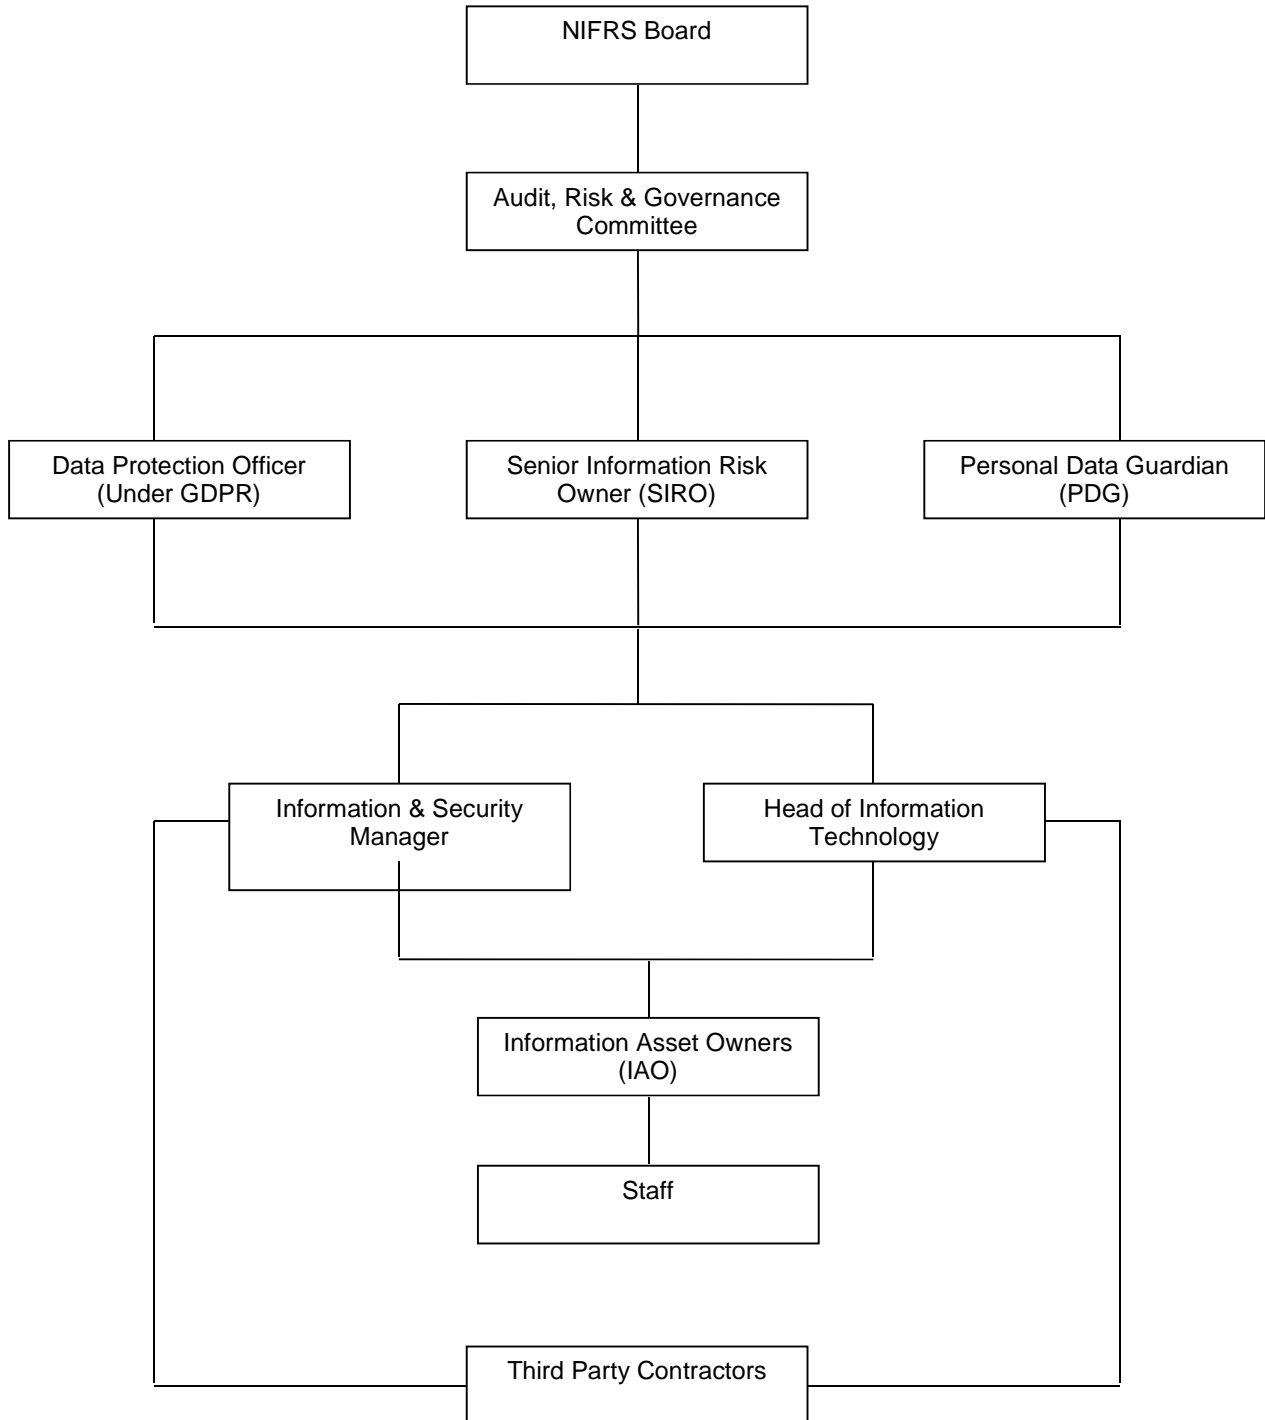 NIFRS Board
Audit, Risk & Governance
Committee
Data Protection Officer
(Under GDPR)
Senior Information Risk
Owner (SIRO)
Personal Data Guardian
(PDG)
Information & Security
Manager
Head of Information
Technology
Information Asset Owners
(IAO)
Staff
Third Party Contractors